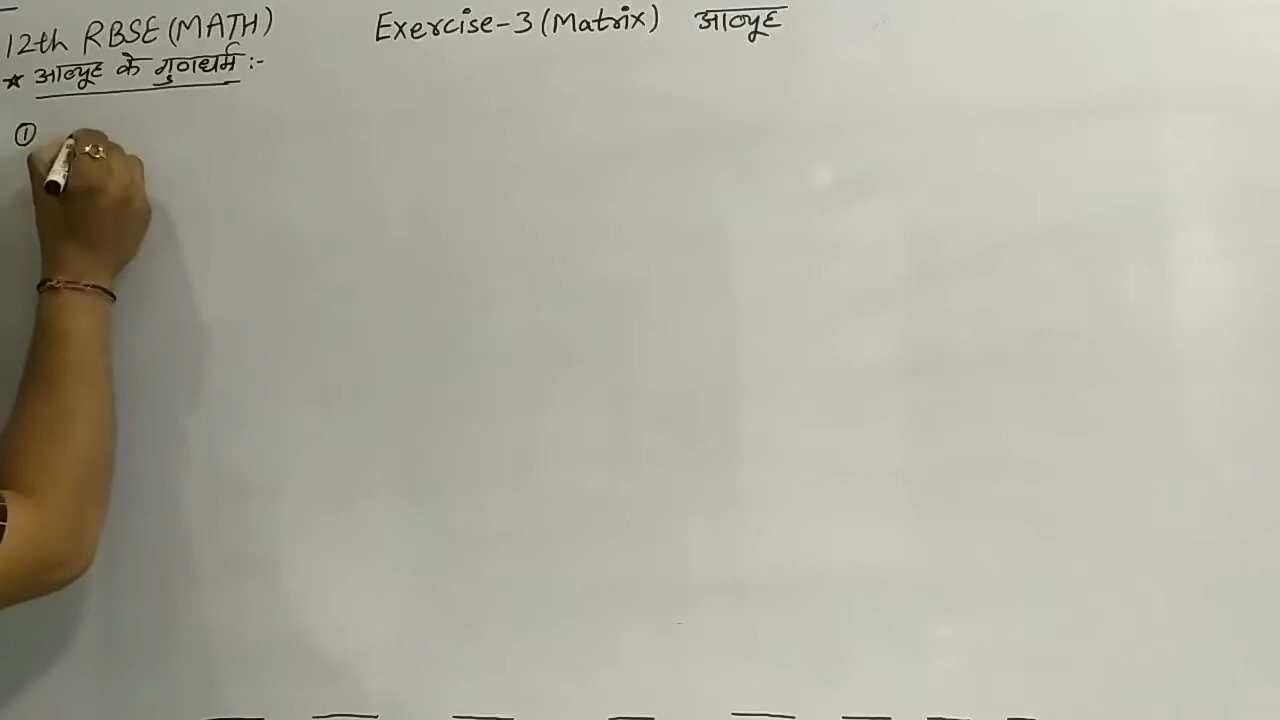 12th RBSE (MATH) Exercise-3 (Matrix) आव्यूह
* आव्यूह के गुणधर्म :-
①